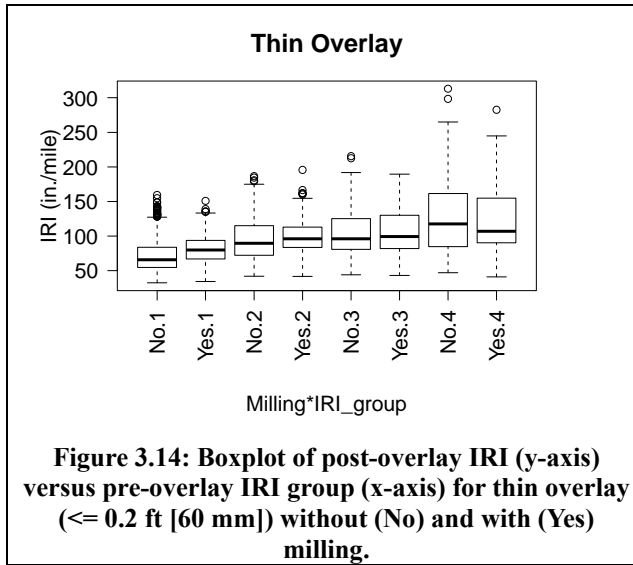 Thin Overlay
IRI (in./mile)
300
250
200
150
100
50
No.1
Yes.1
No.2
Yes.2
No.3
Yes.3
No.4
Yes.4
Milling*IRI_group
Figure 3.14: Boxplot of post-overlay IRI (y-axis)
versus pre-overlay IRI group (x-axis) for thin overlay
(<= 0.2 ft [60 mm]) without (No) and with (Yes)
milling.